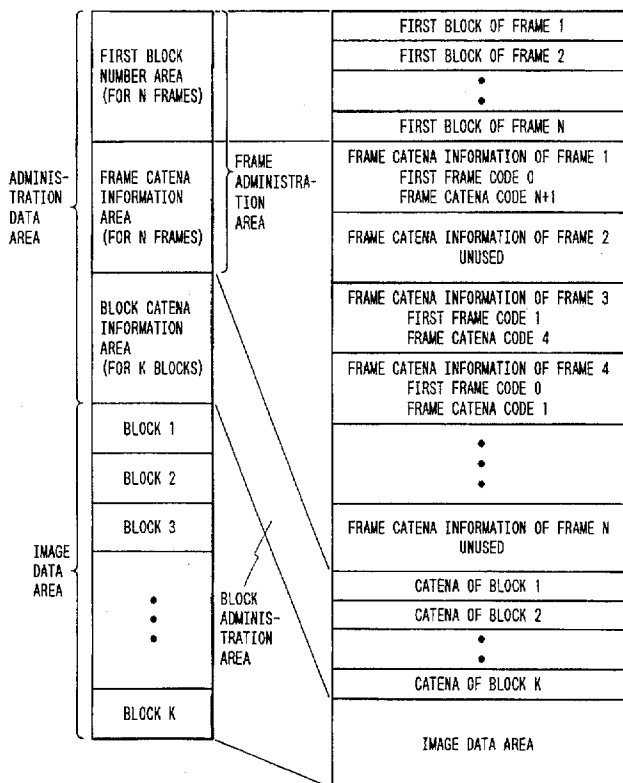 ADMINIS-
TRATION
DATA
AREA
IMAGE
DATA
AREA
FIRST BLOCK
NUMBER AREA
(FOR N FRAMES)
FRAME CATENA
INFORMATION
AREA
(FOR N FRAMES)
BLOCK CATENA
INFORMATION
AREA
(FOR K BLOCKS)
BLOCK 1
BLOCK 2
BLOCK 3
BLOCK K
FRAME
ADMINISTRA-
TION
AREA
BLOCK
ADMINIS-
TRATION
AREA
FIRST BLOCK OF FRAME 1
FIRST BLOCK OF FRAME 2
FIRST BLOCK OF FRAME N
FRAME CATENA INFORMATION OF FRAME 1
FIRST FRAME CODE 0
FRAME CATENA CODE N+1
FRAME CATENA INFORMATION OF FRAME 2
UNUSED
FRAME CATENA INFORMATION OF FRAME 3
FIRST FRAME CODE 1
FRAME CATENA CODE 4
FRAME CATENA INFORMATION OF FRAME 4
FIRST FRAME CODE 0
FRAME CATENA CODE 1
FRAME CATENA INFORMATION OF FRAME N
UNUSED
CATENA OF BLOCK 1
CATENA OF BLOCK 2
CATENA OF BLOCK K
IMAGE DATA AREA